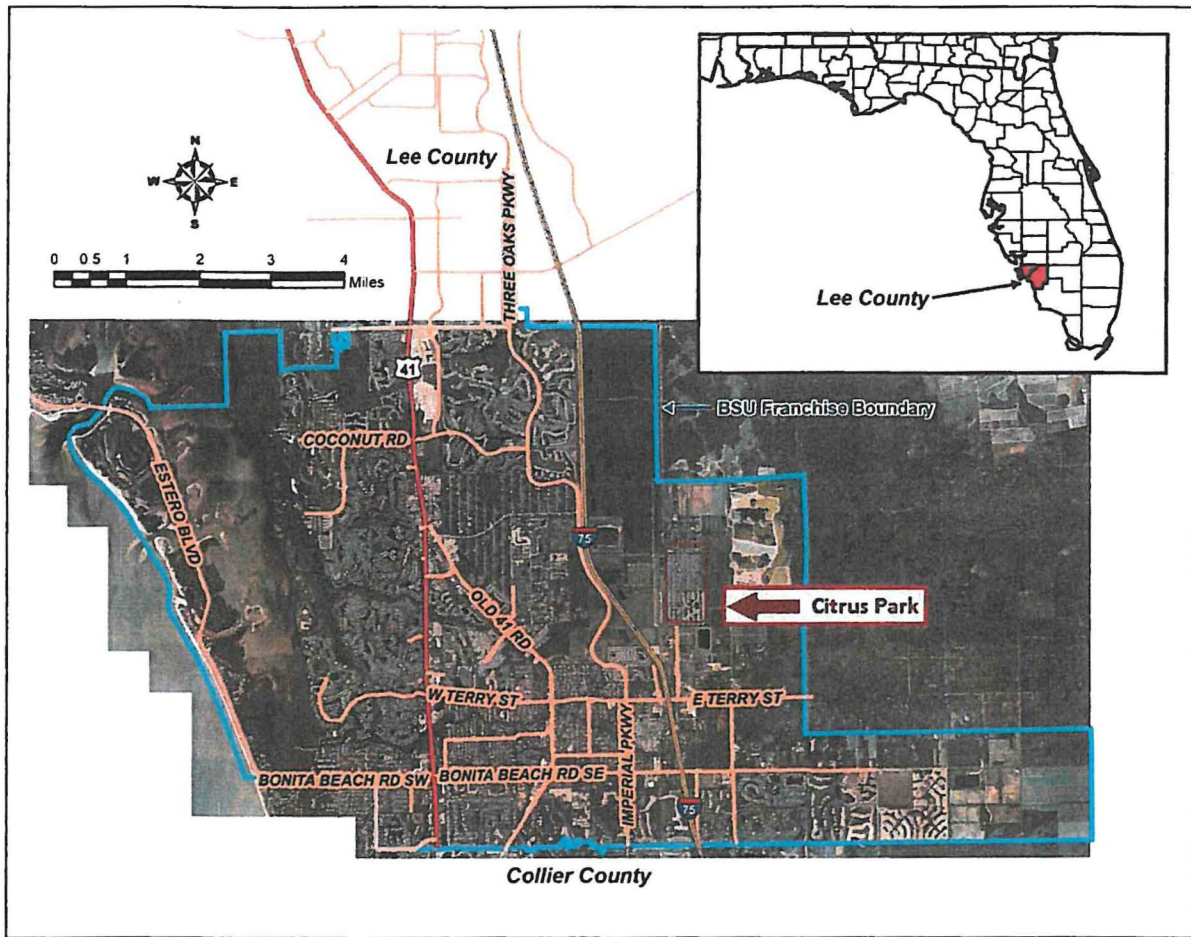 Lee County
N
W E
S
0 0 5 1 2 3 4
Miles
THREE OAKS PKWY
Lee County
41
BSU Franchise Boundary
COCONUT RD
ESTERO BLVD
75
OLD 41 RD
Citrus Park
W TERRY ST
E TERRY ST
IMPERIAL PKWY
BONITA BEACH RD SW
BONITA BEACH RD SE
75
Collier County